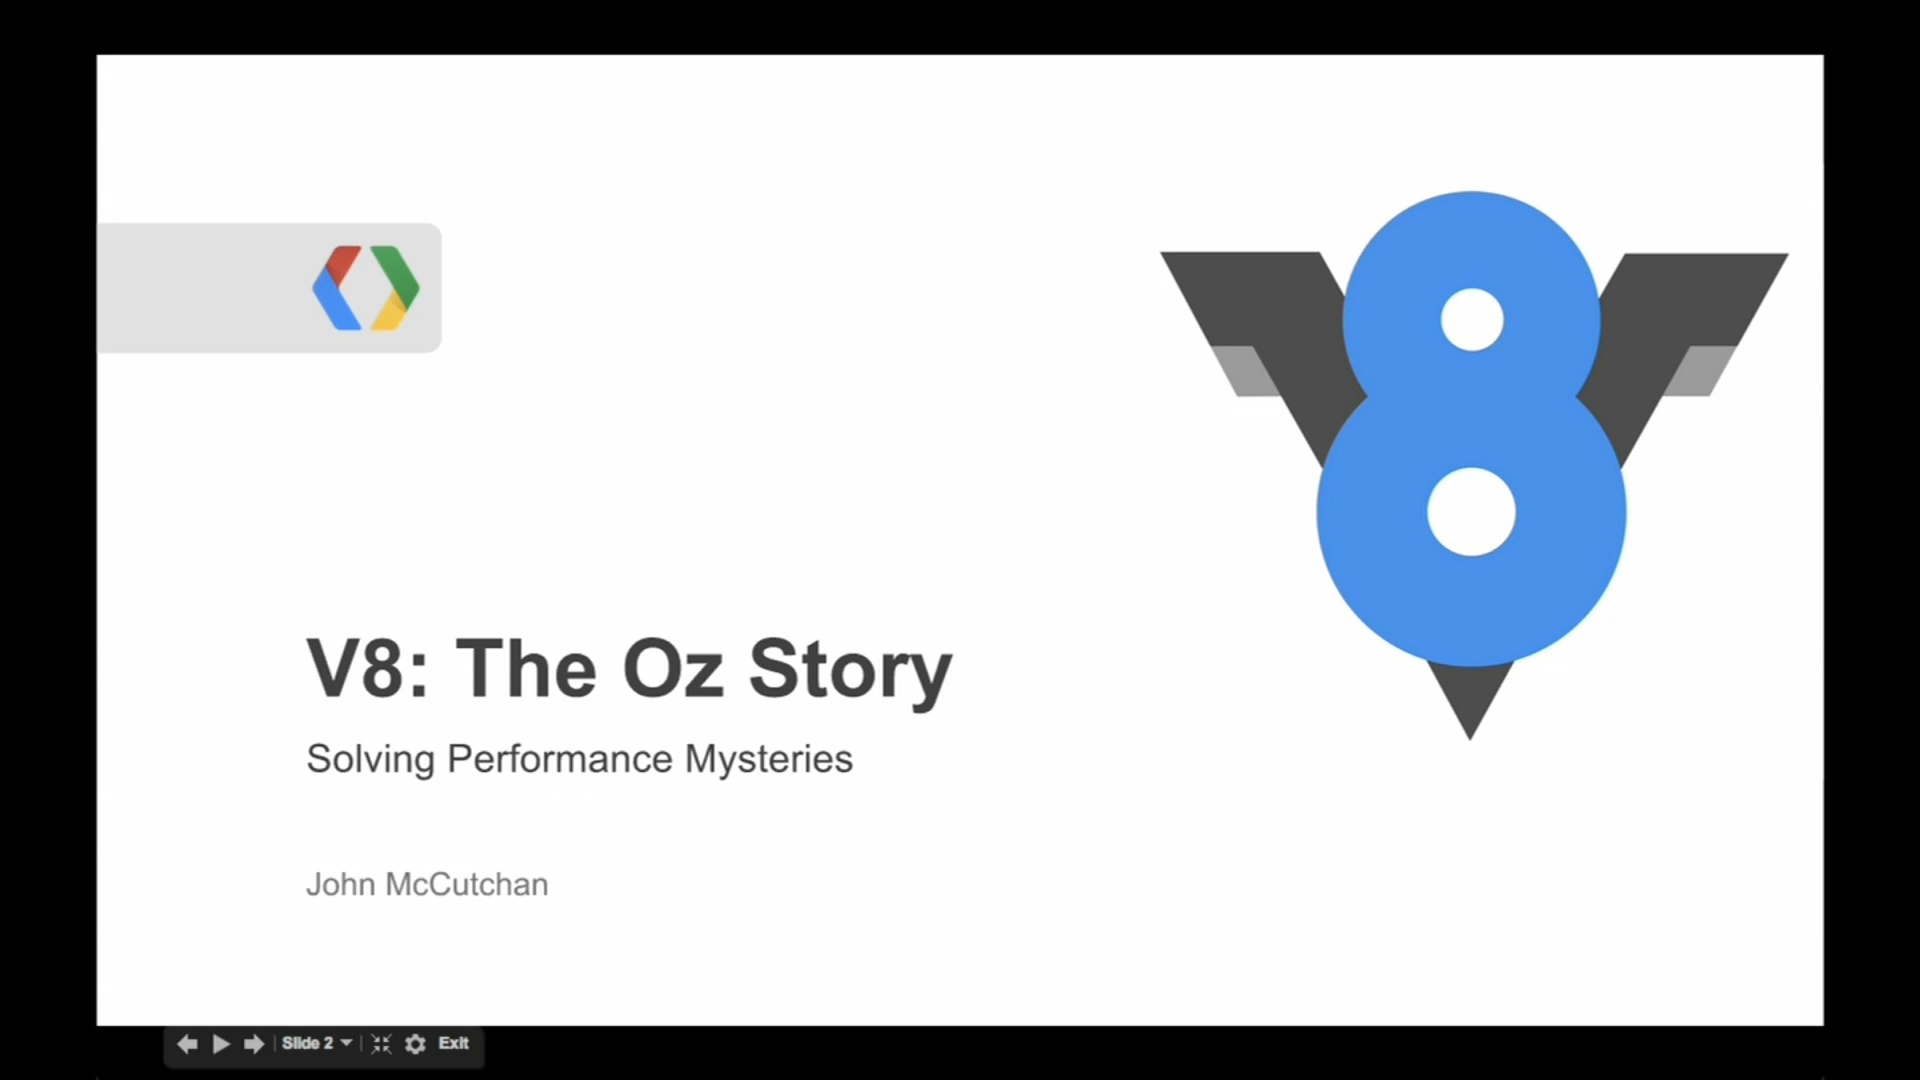 V8: The Oz Story
Solving Performance Mysteries
John McCutchan
Slide 2
Exit